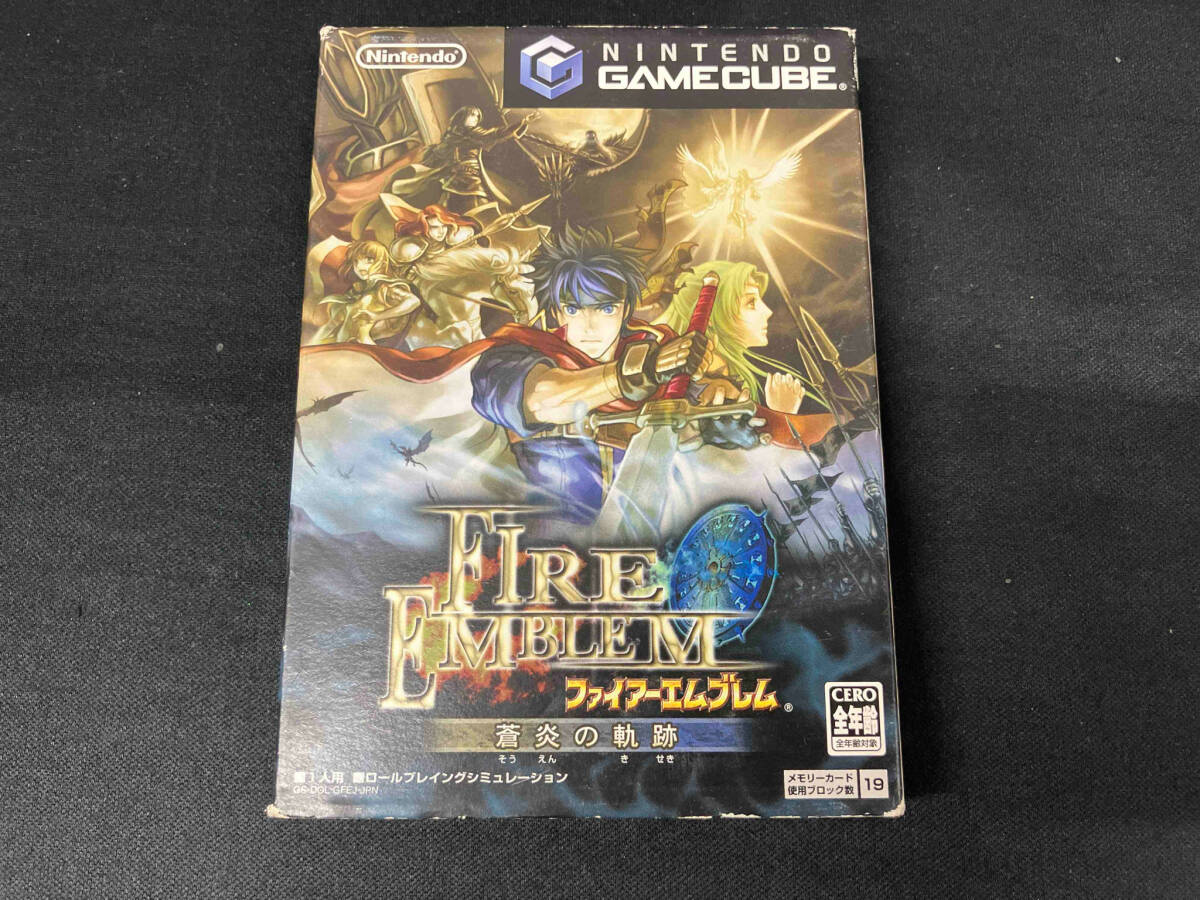 Nintendo
NINTENDO
GAMECUBE®
FIRE
EMBLEM
ファイアーエムブレム®
蒼炎の軌跡
そう えん き せき
■1人用 ■ロールプレイングシミュレーション
GS-DOL-GFEJ-JPN
CERO
全年齢
全年齢対象
メモリーカード
使用ブロック数
19